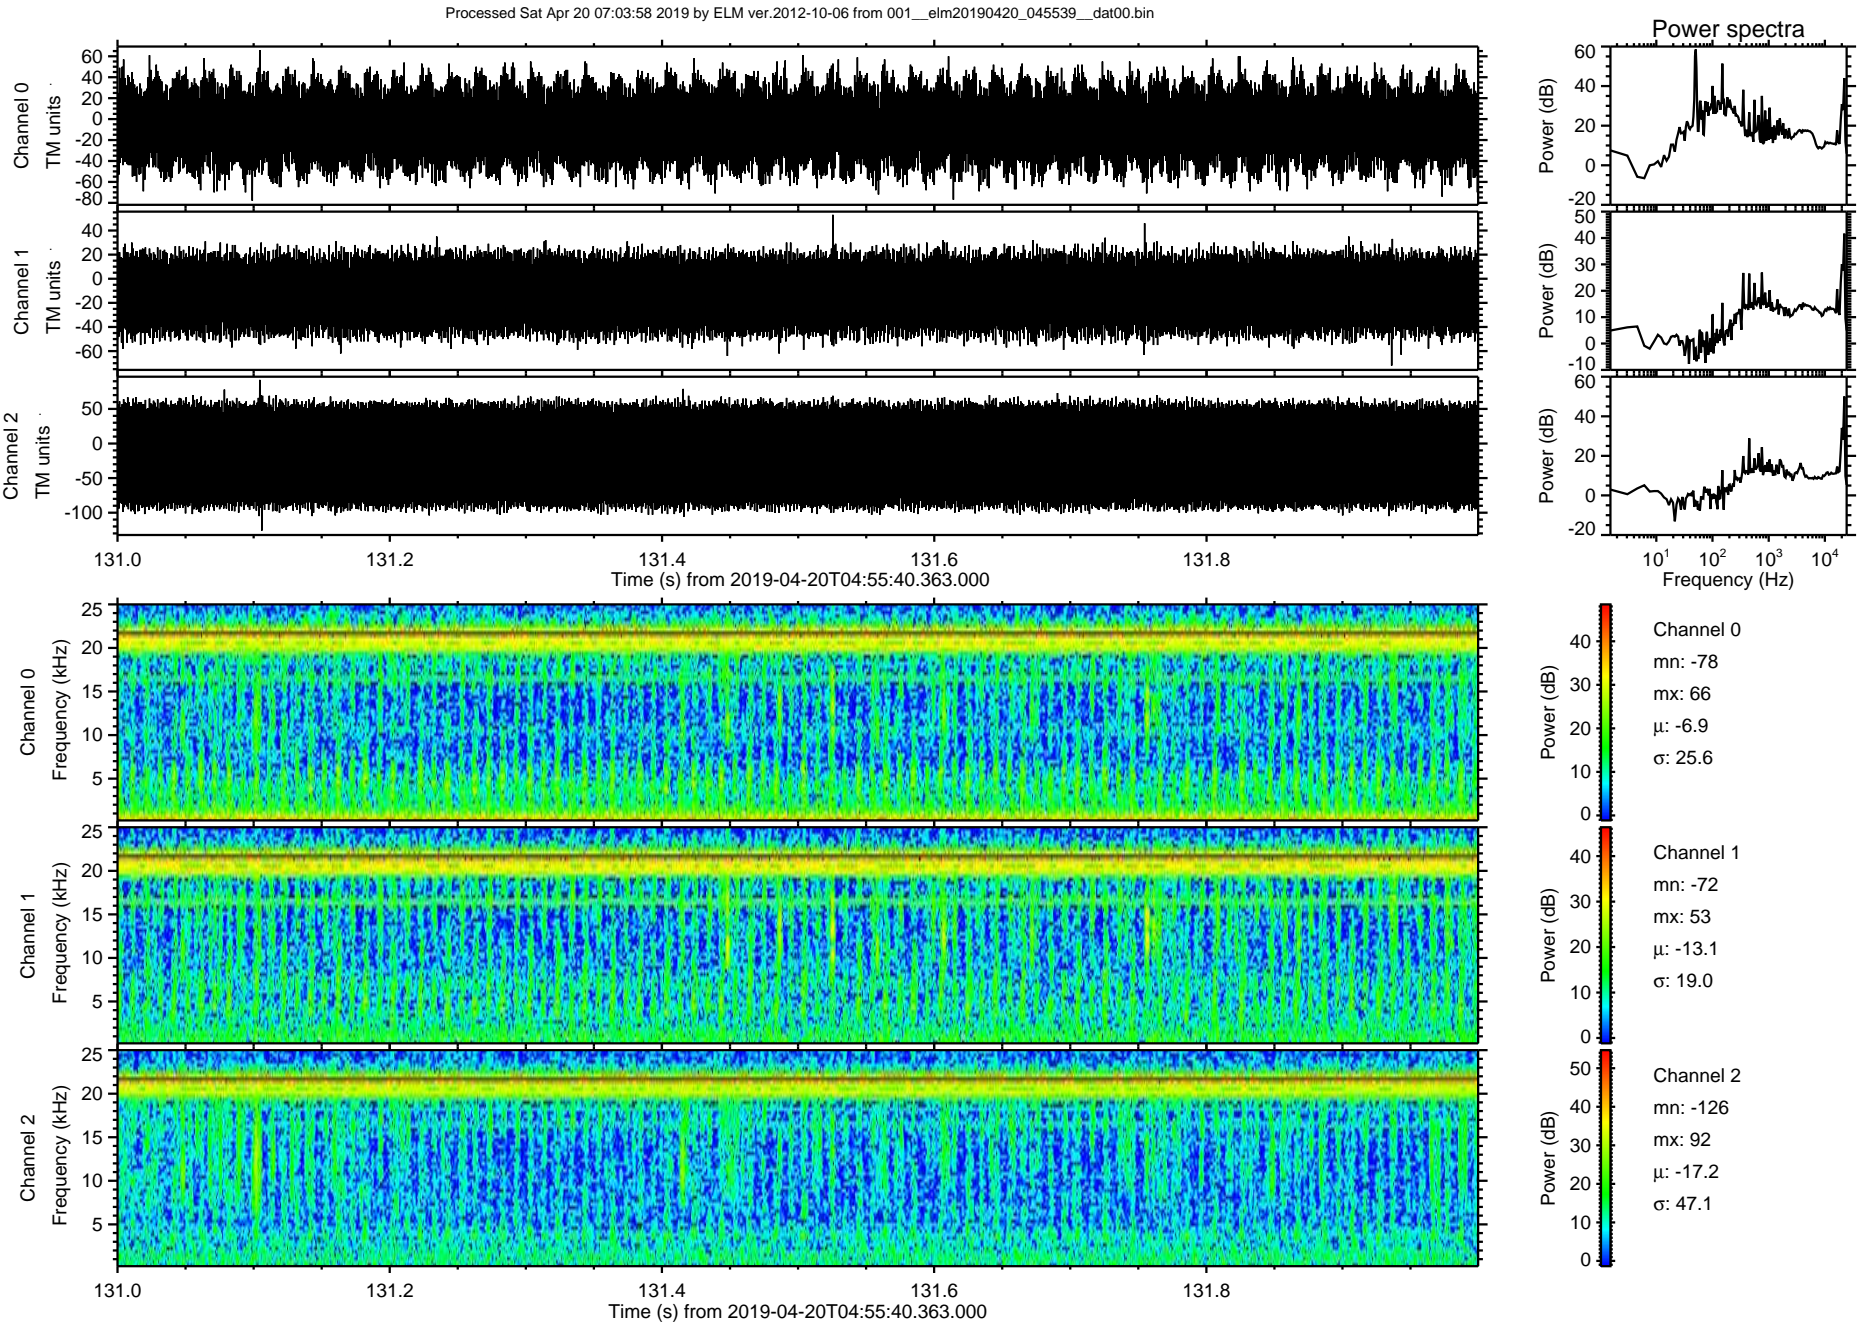 Processed Sat Apr 20 07:03:58 2019 by ELM ver.2012-10-06 from 001__elm20190420_045539__dat00.bin
Power spectra
Channel 0
TM units
60
40
20
0
-20
-40
-60
-80
Power (dB)
60
40
20
0
-20
Channel 1
TM units
40
20
0
-20
-40
-60
Power (dB)
50
40
30
20
10
0
-10
Channel 2
TM units
50
0
-50
-100
Power (dB)
60
40
20
0
-20
131.0 131.2 131.4 131.6 131.8
Time (s) from 2019-04-20T04:55:40.363.000
10^1 10^2 10^3 10^4
Frequency (Hz)
Channel 0
Frequency (kHz)
25
20
15
10
5
Power (dB)
40
30
20
10
0
Channel 0
mn: -78
mx: 66
μ: -6.9
σ: 25.6
Channel 1
Frequency (kHz)
25
20
15
10
5
Power (dB)
40
30
20
10
0
Channel 1
mn: -72
mx: 53
μ: -13.1
σ: 19.0
Channel 2
Frequency (kHz)
25
20
15
10
5
Power (dB)
50
40
30
20
10
0
Channel 2
mn: -126
mx: 92
μ: -17.2
σ: 47.1
131.0 131.2 131.4 131.6 131.8
Time (s) from 2019-04-20T04:55:40.363.000